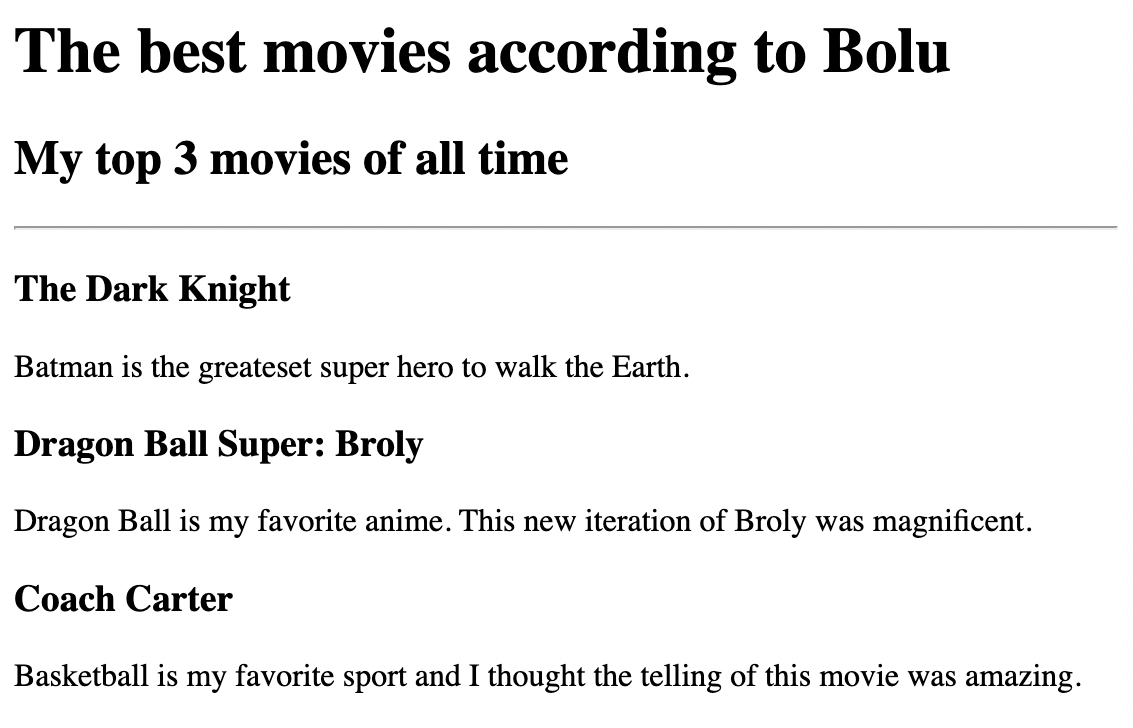 The best movies according to Bolu
My top 3 movies of all time
The Dark Knight
Batman is the greateset super hero to walk the Earth.
Dragon Ball Super: Broly
Dragon Ball is my favorite anime. This new iteration of Broly was magnificent.
Coach Carter
Basketball is my favorite sport and I thought the telling of this movie was amazing.